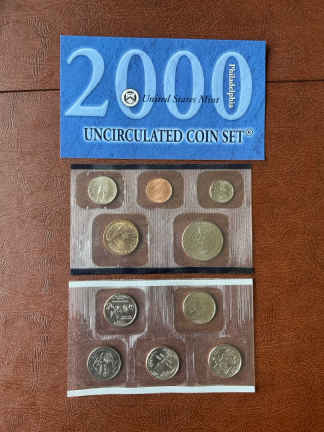 2000
Philadelphia
United States Mint
UNCIRCULATED COIN SET®